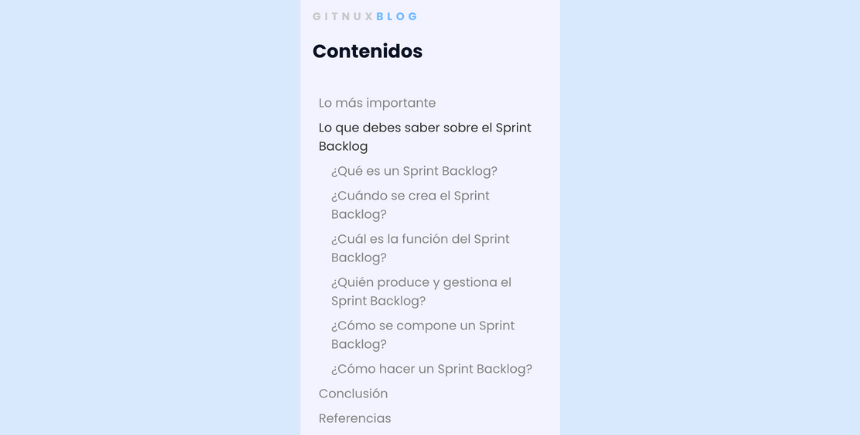 GITNUXBLOG
Contenidos
Lo más importante
Lo que debes saber sobre el Sprint
Backlog
¿Qué es un Sprint Backlog?
¿Cuándo se crea el Sprint
Backlog?
¿Cuál es la función del Sprint
Backlog?
¿Quién produce y gestiona el
Sprint Backlog?
¿Cómo se compone un Sprint
Backlog?
¿Cómo hacer un Sprint Backlog?
Conclusión
Referencias